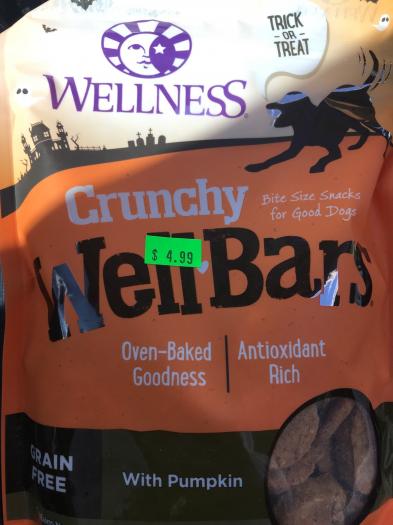 TRICK
- OR -
TREAT
WELLNESS
Crunchy
Bite Size Snacks
for Good Dogs
WellBars
$ 4.99
Oven-Baked
Goodness
Antioxidant
Rich
GRAIN
FREE
With Pumpkin